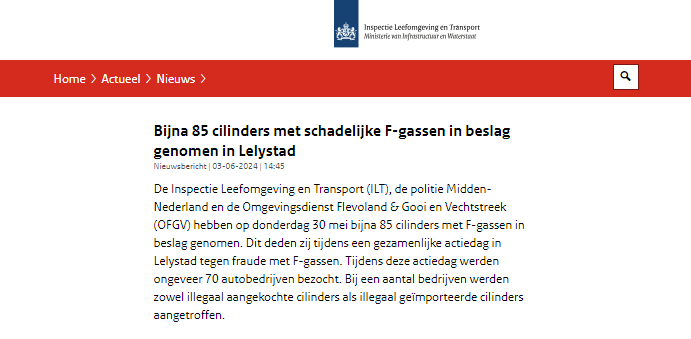 Inspectie Leefomgeving en Transport
Ministerie van Infrastructuur en Waterstaat
Home > Actueel > Nieuws >
Bijna 85 cilinders met schadelijke F-gassen in beslag
genomen in Lelystad
Nieuwsbericht | 03-06-2024 | 14:45
De Inspectie Leefomgeving en Transport (ILT), de politie Midden-
Nederland en de Omgevingsdienst Flevoland & Gooi en Vechtstreek
(OFGV) hebben op donderdag 30 mei bijna 85 cilinders met F-gassen in
beslag genomen. Dit deden zij tijdens een gezamenlijke actiedag in
Lelystad tegen fraude met F-gassen. Tijdens deze actiedag werden
ongeveer 70 autobedrijven bezocht. Bij een aantal bedrijven werden
zowel illegaal aangekochte cilinders als illegaal geïmporteerde cilinders
aangetroffen.